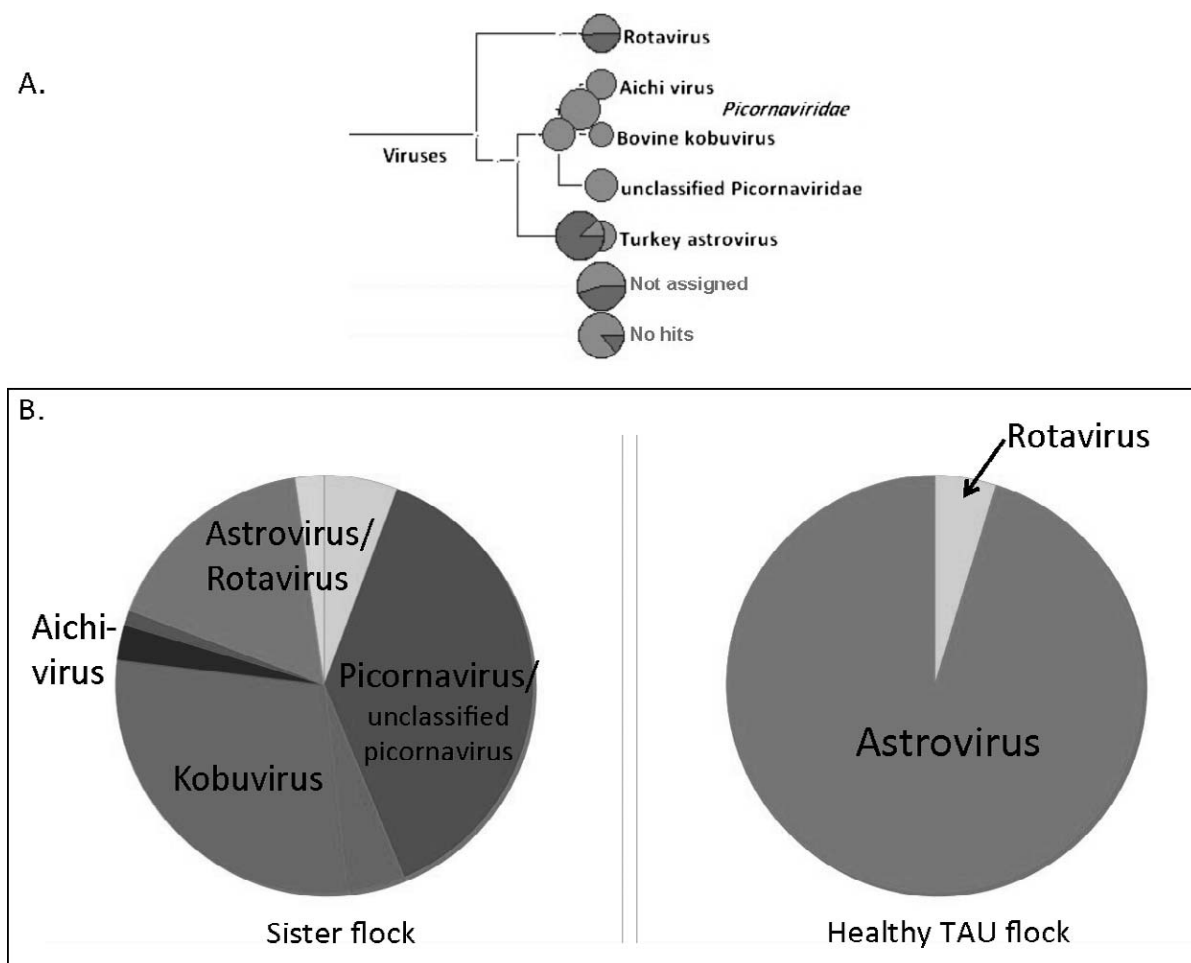 A.
Rotavirus
Aichi virus
Picornaviridae
Viruses
Bovine kobuvirus
unclassified Picornaviridae
Turkey astrovirus
Not assigned
No hits
B.
Astrovirus/
Rotavirus
Aichi-
virus
Picornavirus/
unclassified
picornavirus
Kobuvirus
Sister flock
Rotavirus
Astrovirus
Healthy TAU flock